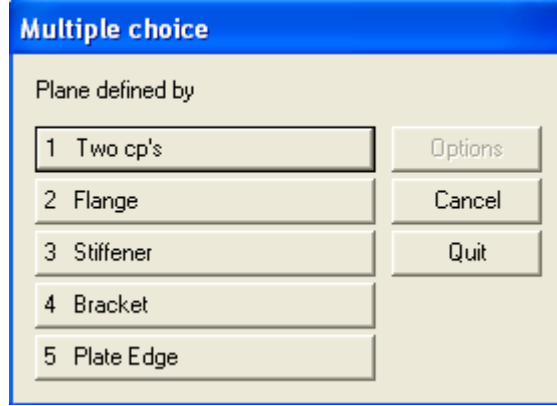 Multiple choice
Plane defined by
1 Two cp's
Options
2 Flange
Cancel
3 Stiffener
Quit
4 Bracket
5 Plate Edge